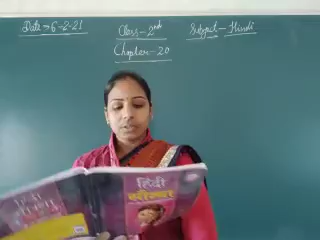 Date → 6-2-21 Class - 2nd Subject - Hindi
Chapter - 20
हिंदी